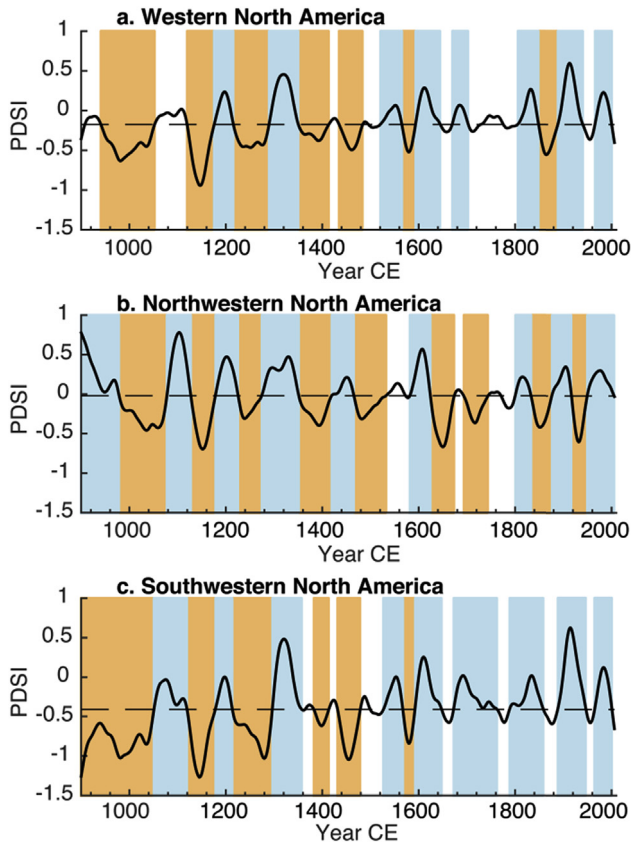 a. Western North America
1
0.5
0
-0.5
-1
-1.5
PDSI
1000 1200 1400 1600 1800 2000
Year CE
b. Northwestern North America
1
0.5
0
-0.5
-1
-1.5
PDSI
1000 1200 1400 1600 1800 2000
Year CE
c. Southwestern North America
1
0.5
0
-0.5
-1
-1.5
PDSI
1000 1200 1400 1600 1800 2000
Year CE